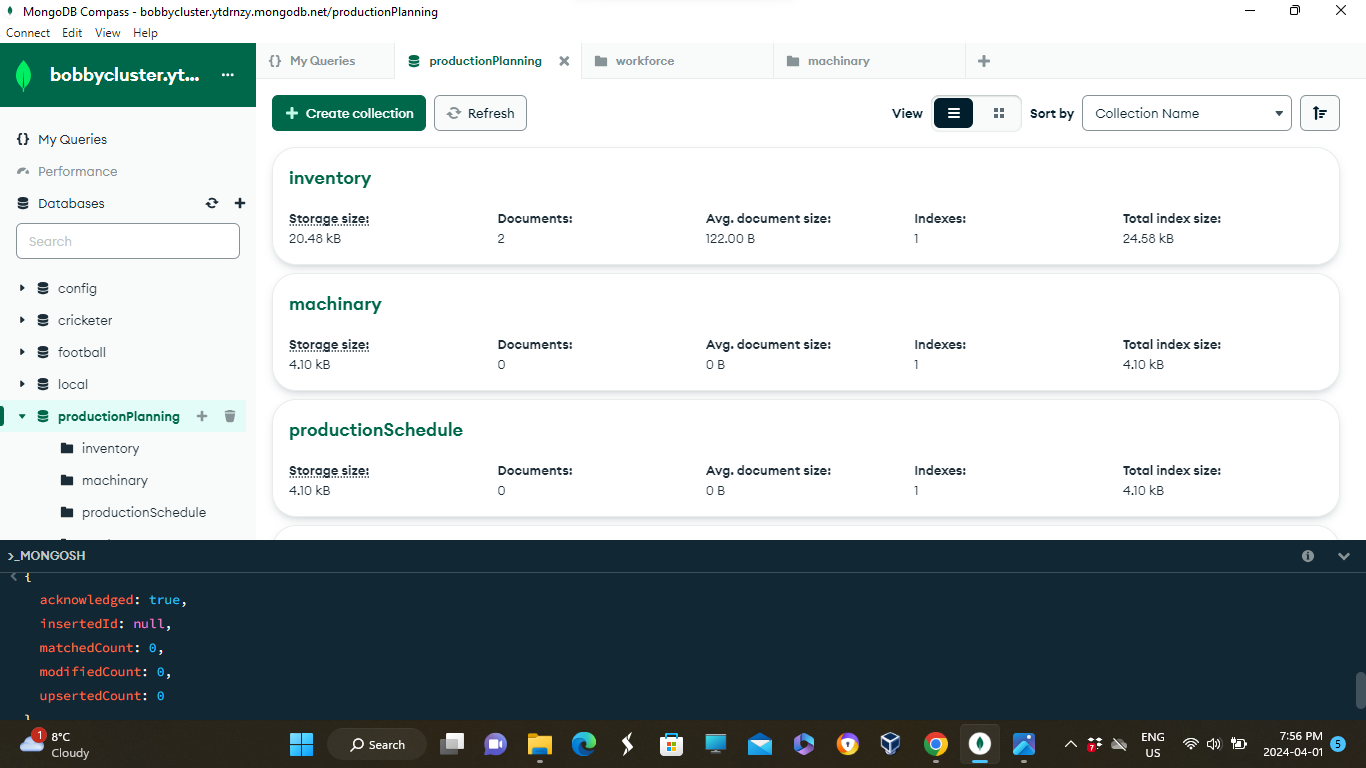 MongoDB Compass - bobbycluster.ytdrnzy.mongodb.net/productionPlanning
Connect Edit View Help
bobbycluster.yt... ...
{} My Queries
productionPlanning
workforce
machinary
Create collection
Refresh
View
Sort by
Collection Name
{} My Queries
Performance
Databases
Search
config
cricketer
football
local
productionPlanning
inventory
machinary
productionSchedule
inventory
Storage size: Documents: Avg. document size: Indexes: Total index size:
20.48 kB 2 122.00 B 1 24.58 kB
machinary
Storage size: Documents: Avg. document size: Indexes: Total index size:
4.10 kB 0 0 B 1 4.10 kB
productionSchedule
Storage size: Documents: Avg. document size: Indexes: Total index size:
4.10 kB 0 0 B 1 4.10 kB
>_MONGOSH
< {
acknowledged: true,
insertedId: null,
matchedCount: 0,
modifiedCount: 0,
upsertedCount: 0
}
1
8°C
Cloudy
Search
7
ENG
US
7:56 PM
2024-04-01
5